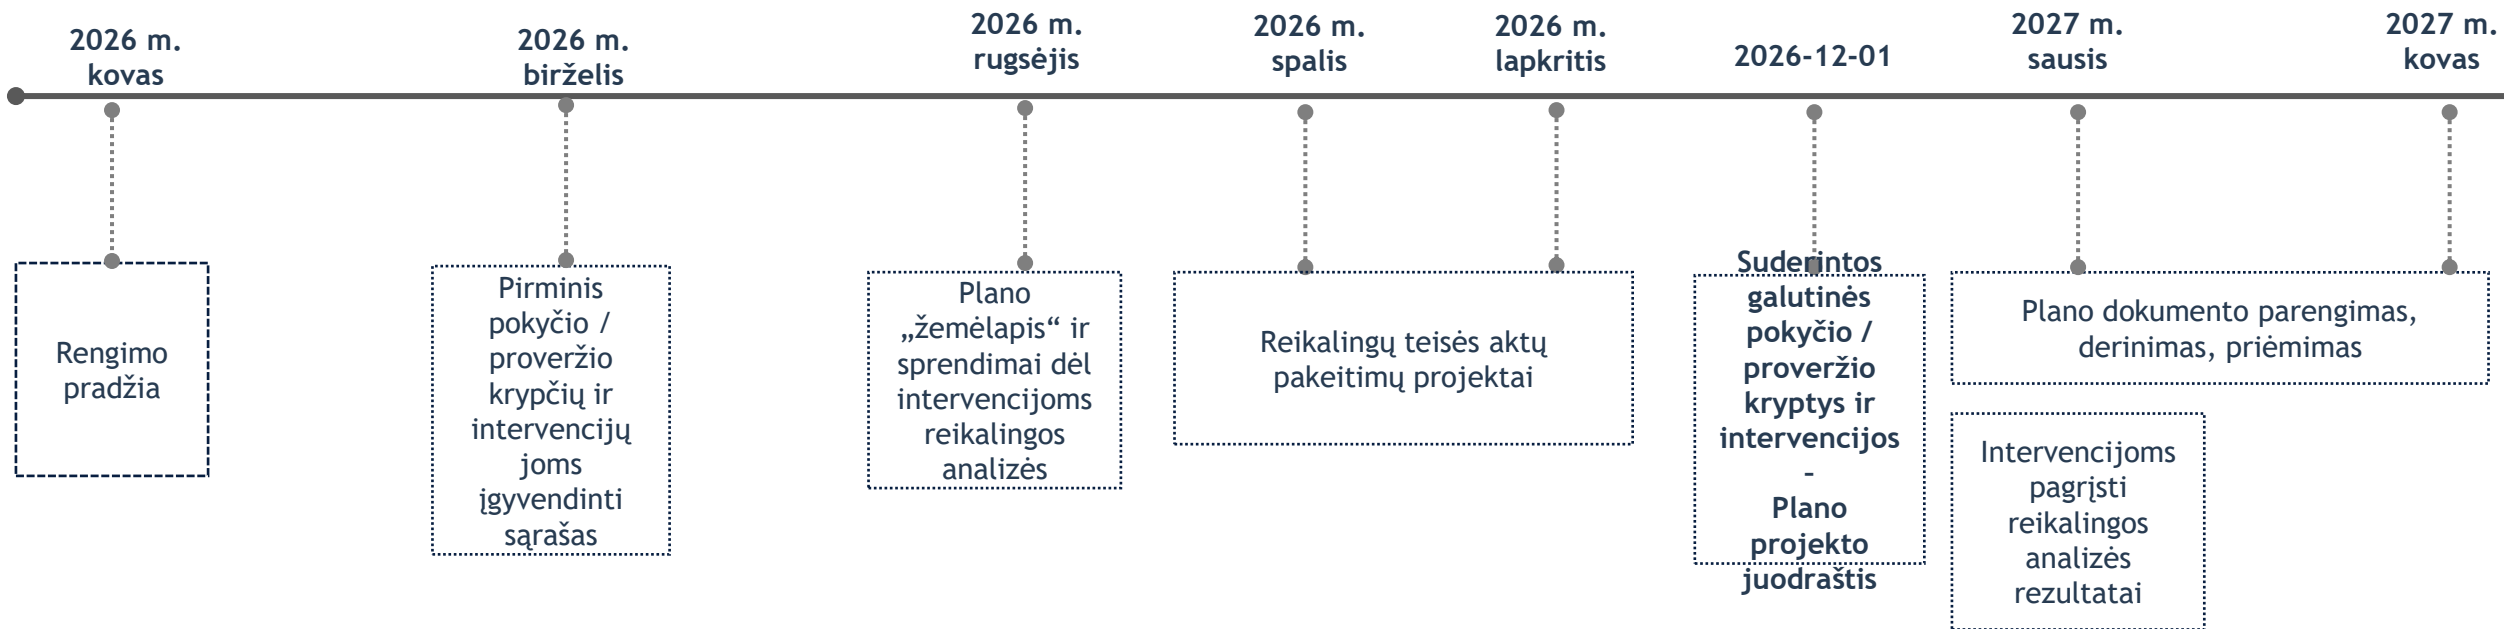 2026 m.
kovas
2026 m.
birželis
2026 m.
rugsėjis
2026 m.
spalis
2026 m.
lapkritis
2026-12-01
2027 m.
sausis
2027 m.
kovas
Rengimo
pradžia
Pirminis
pokyčio /
proveržio
krypčių ir
intervencijų
joms
įgyvendinti
sąrašas
Plano
„žemėlapis“ ir
sprendimai dėl
intervencijoms
reikalingos
analizės
Reikalingų teisės aktų
pakeitimų projektai
Suderintos
galutinės
pokyčio /
proveržio
kryptys ir
intervencijos
–
Plano
projekto
juodraštis
Plano dokumento parengimas,
derinimas, priėmimas
Intervencijoms
pagrįsti
reikalingos
analizės
rezultatai